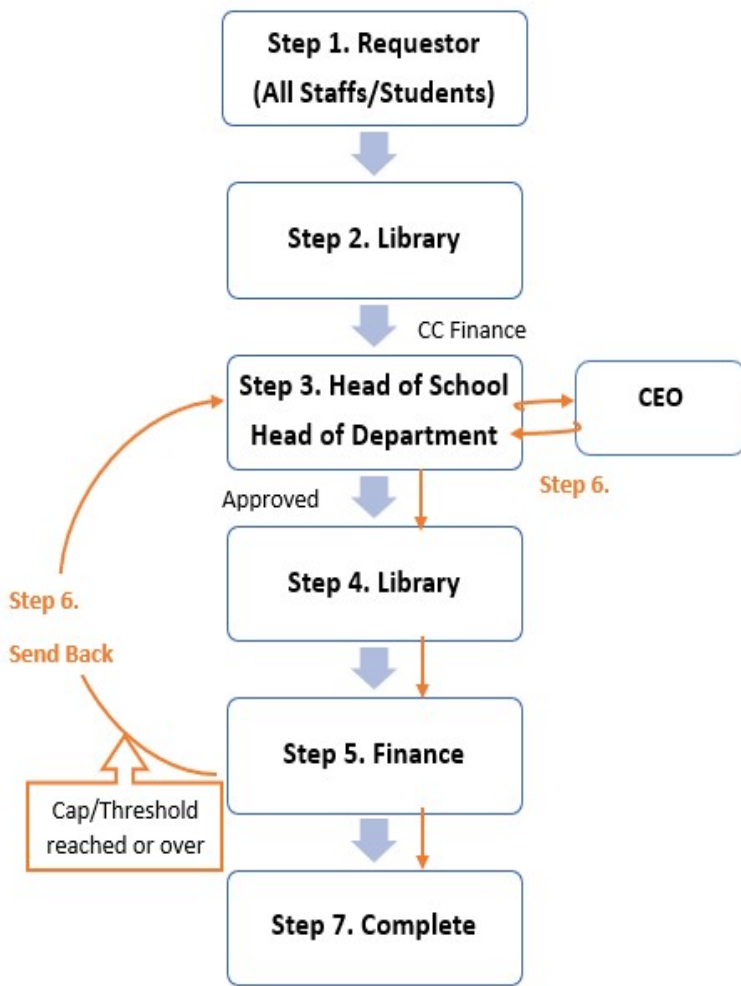 Step 1. Requestor
(All Staffs/Students)
Step 2. Library
CC Finance
Step 3. Head of School
Head of Department
CEO
Step 6.
Approved
Step 4. Library
Step 6.
Send Back
Step 5. Finance
Cap/Threshold
reached or over
Step 7. Complete